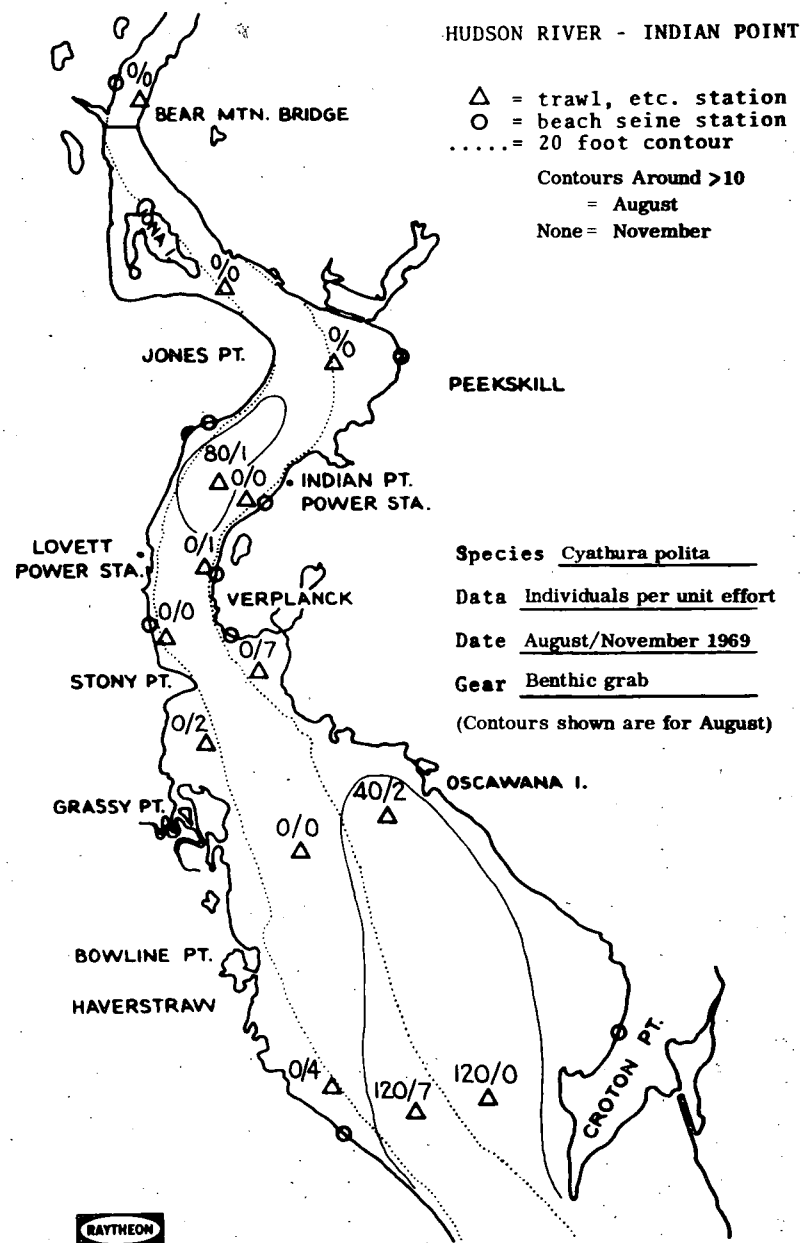 HUDSON RIVER - INDIAN POINT
△ = trawl, etc. station
○ = beach seine station
.....= 20 foot contour
Contours Around >10
= August
None = November
0/0
BEAR MTN. BRIDGE
IONA I.
0/0
0/0
JONES PT.
PEEKSKILL
80/1
0/0
INDIAN PT.
POWER STA.
0/1
LOVETT
POWER STA.
Species Cyathura polita
Data Individuals per unit effort
Date August/November 1969
Gear Benthic grab
(Contours shown are for August)
VERPLANCK
0/0
0/7
STONY PT.
0/2
OSCAWANA I.
40/2
GRASSY PT.
0/0
BOWLINE PT.
HAVERSTRAW
CROTON PT.
0/4
120/7
120/0
RAYTHEON